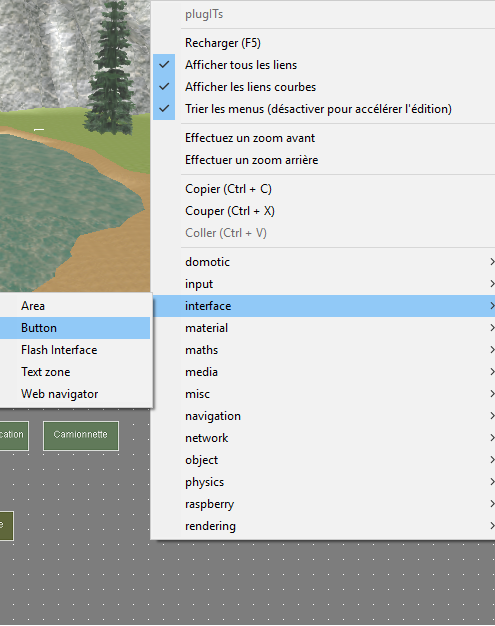 plugITs
Recharger (F5)
Afficher tous les liens
Afficher les liens courbes
Trier les menus (désactiver pour accélérer l'édition)
Effectuez un zoom avant
Effectuer un zoom arrière
Copier (Ctrl + C)
Couper (Ctrl + X)
Coller (Ctrl + V)
domotic
input
interface
material
maths
media
misc
navigation
network
object
physics
raspberry
rendering
Area
Button
Flash Interface
Text zone
Web navigator
cation
Camionnette
e